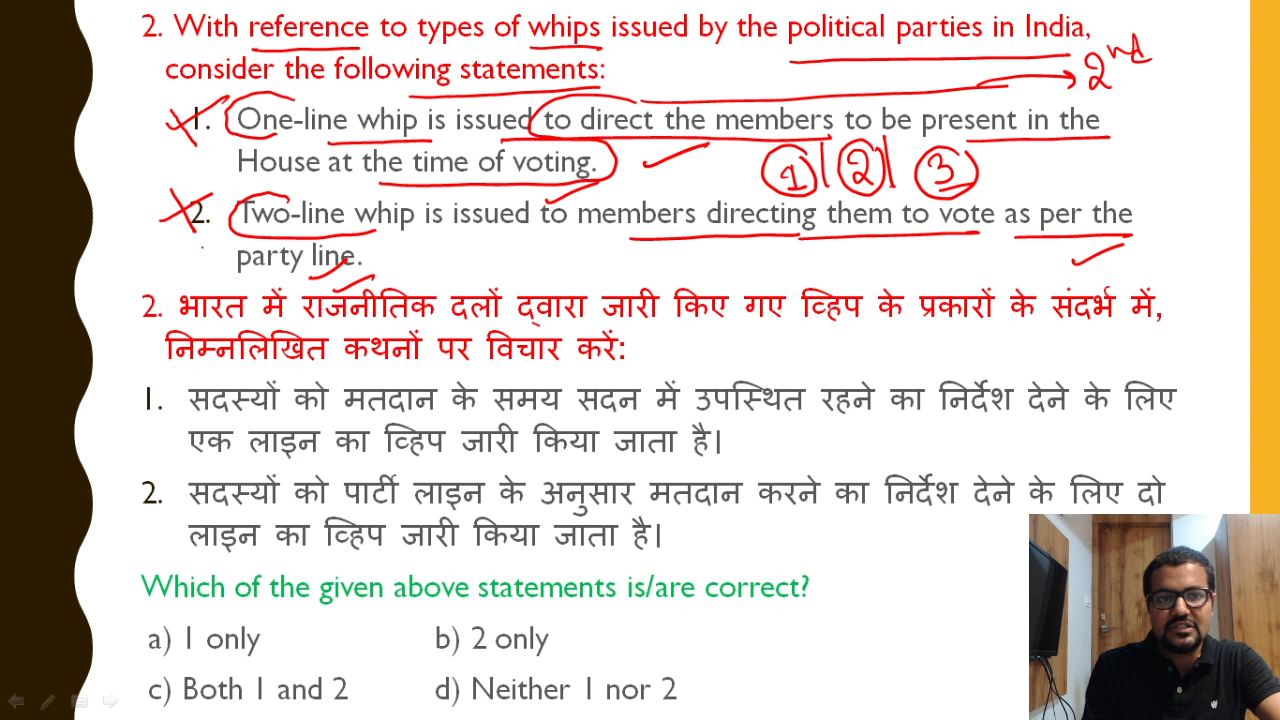 2. With reference to types of whips issued by the political parties in India,
consider the following statements:
2nd
1. One-line whip is issued to direct the members to be present in the
House at the time of voting.
1 2 3
2. Two-line whip is issued to members directing them to vote as per the
party line.
2. भारत में राजनीतिक दलों द्वारा जारी किए गए व्हिप के प्रकारों के संदर्भ में,
निम्नलिखित कथनों पर विचार करें:
1. सदस्यों को मतदान के समय सदन में उपस्थित रहने का निर्देश देने के लिए
एक लाइन का व्हिप जारी किया जाता है।
2. सदस्यों को पार्टी लाइन के अनुसार मतदान करने का निर्देश देने के लिए दो
लाइन का व्हिप जारी किया जाता है।
Which of the given above statements is/are correct?
a) 1 only b) 2 only
c) Both 1 and 2 d) Neither 1 nor 2